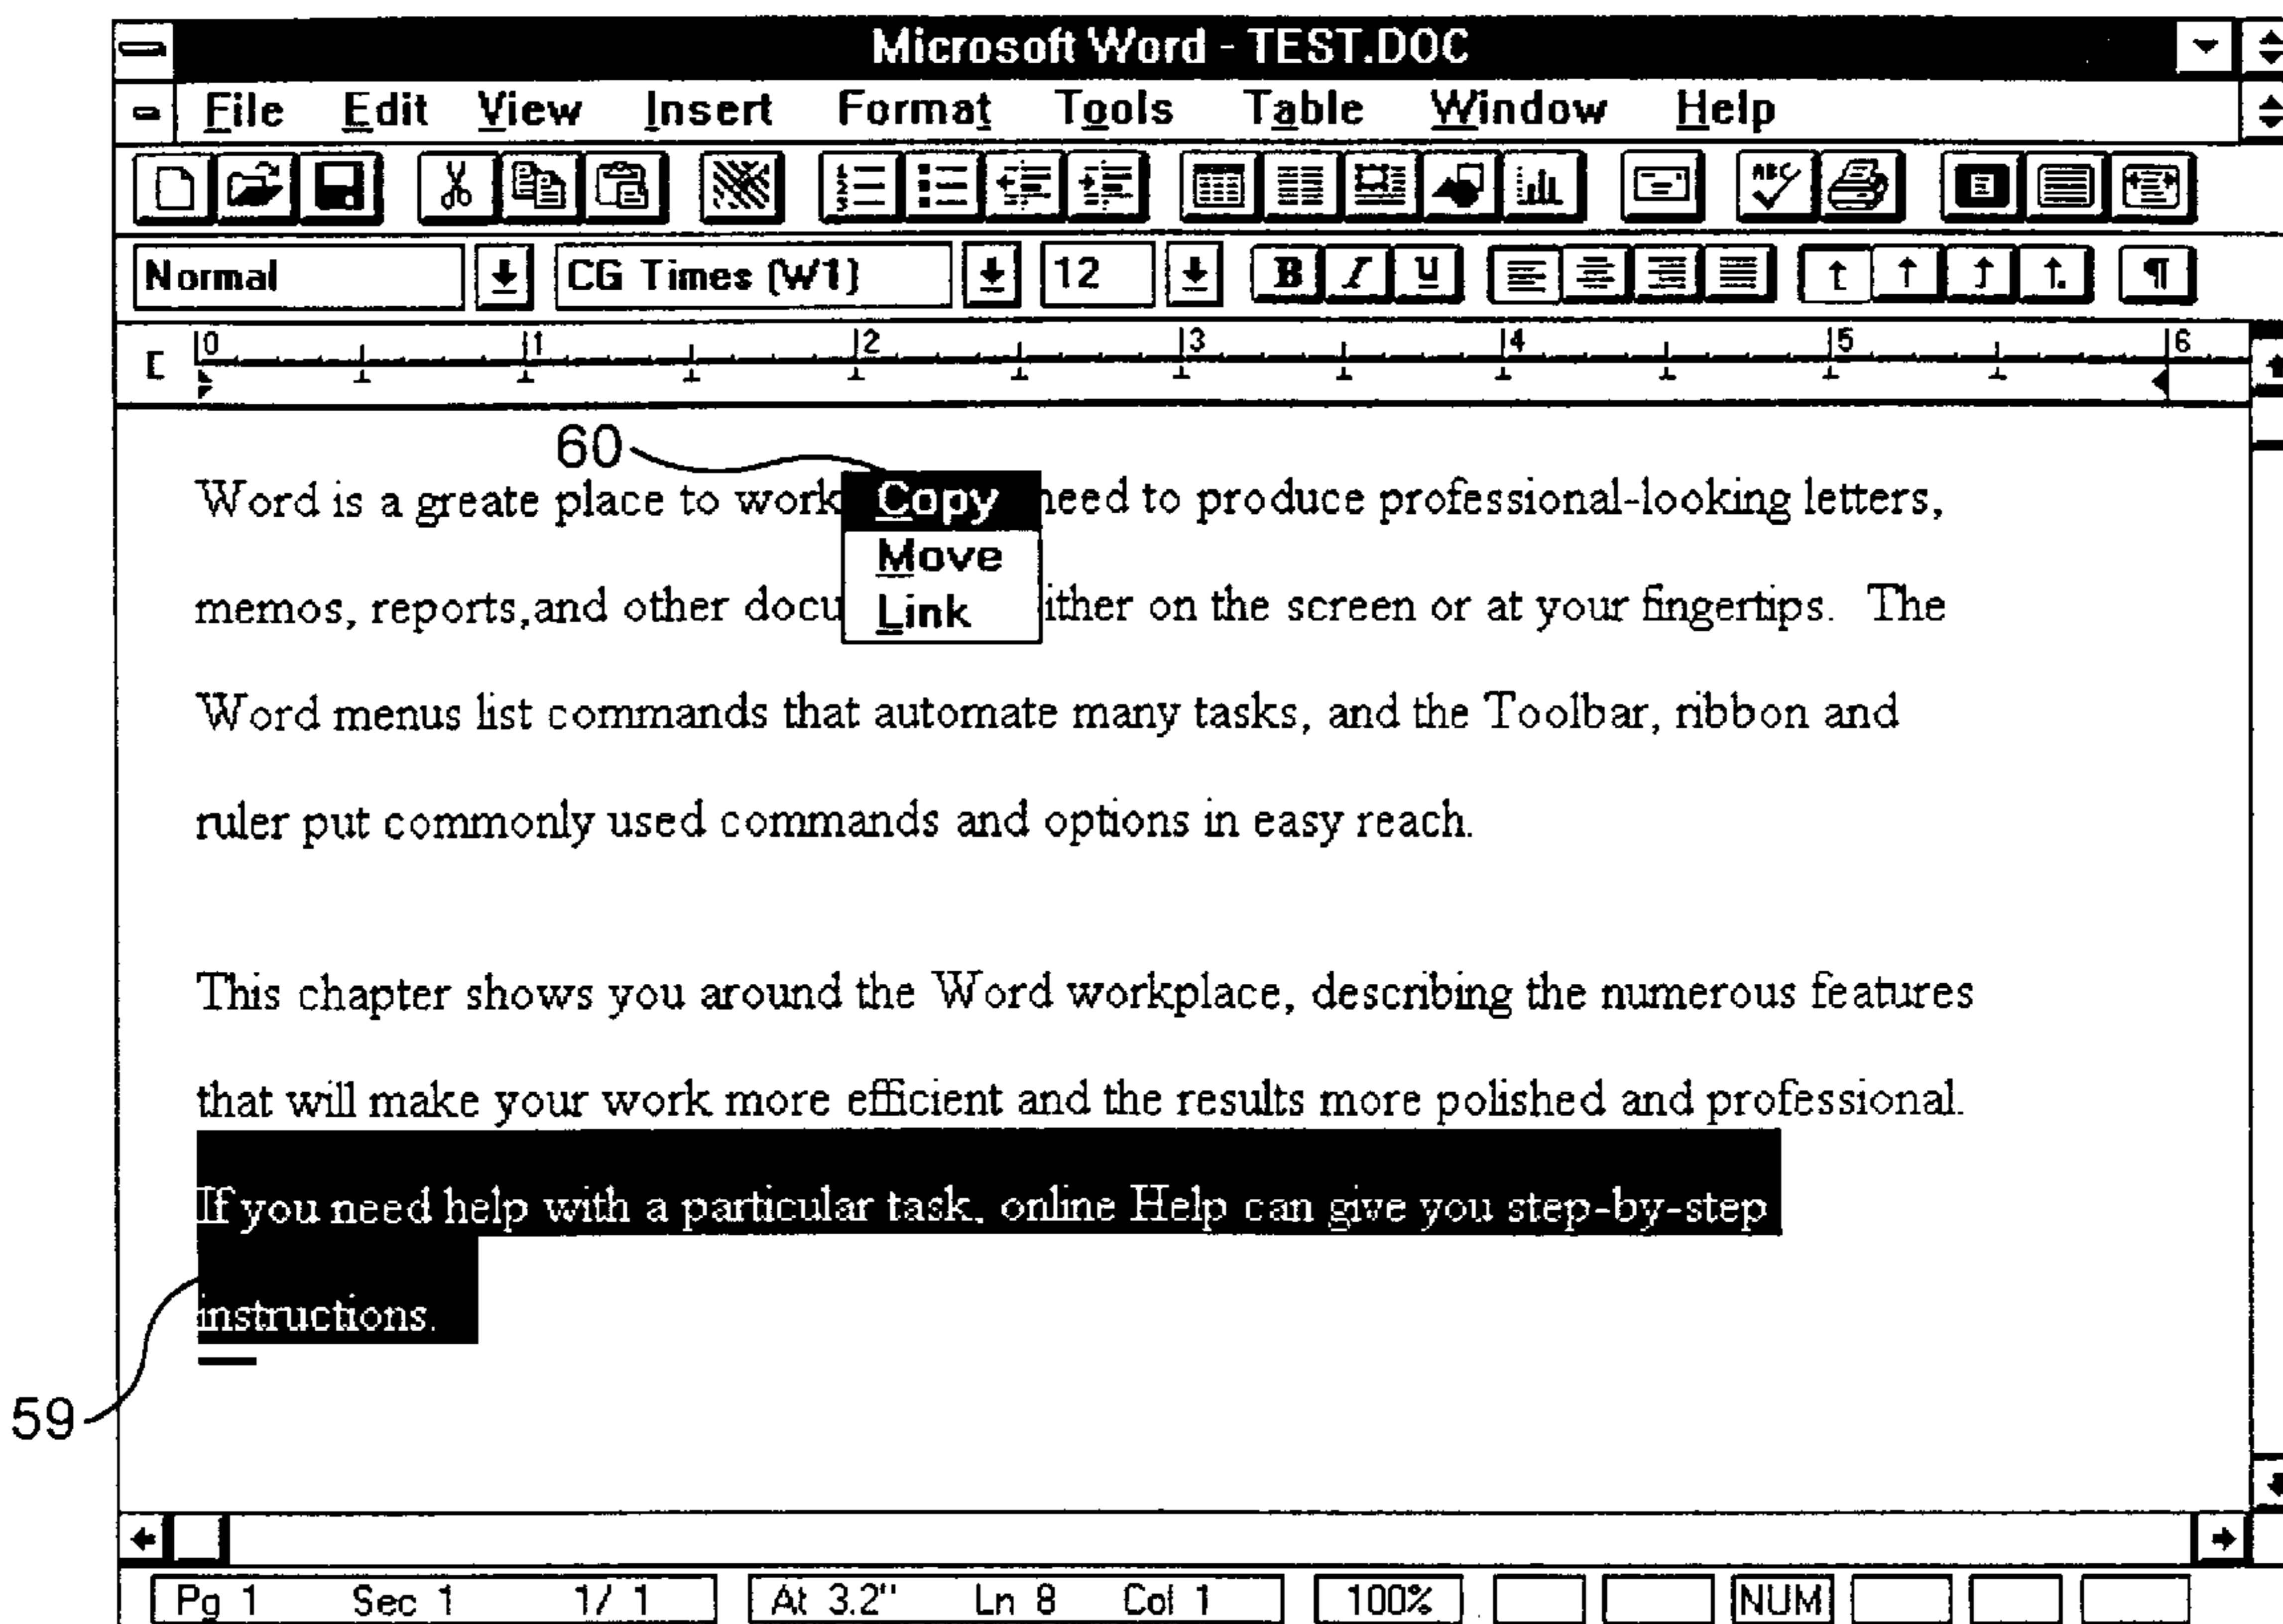 Microsoft Word - TEST.DOC
File Edit View Insert Format Tools Table Window Help
ABC
Normal CG Times (W1) 12 B I U ¶
0 1 2 3 4 5 6
60
Word is a greate place to work Copy need to produce professional-looking letters,
Move
memos, reports,and other docu Link ither on the screen or at your fingertips. The
Word menus list commands that automate many tasks, and the Toolbar, ribbon and
ruler put commonly used commands and options in easy reach.
This chapter shows you around the Word workplace, describing the numerous features
that will make your work more efficient and the results more polished and professional.
If you need help with a particular task, online Help can give you step-by-step
instructions.
59
Pg 1 Sec 1 1/ 1 At 3.2" Ln 8 Col 1 100% NUM